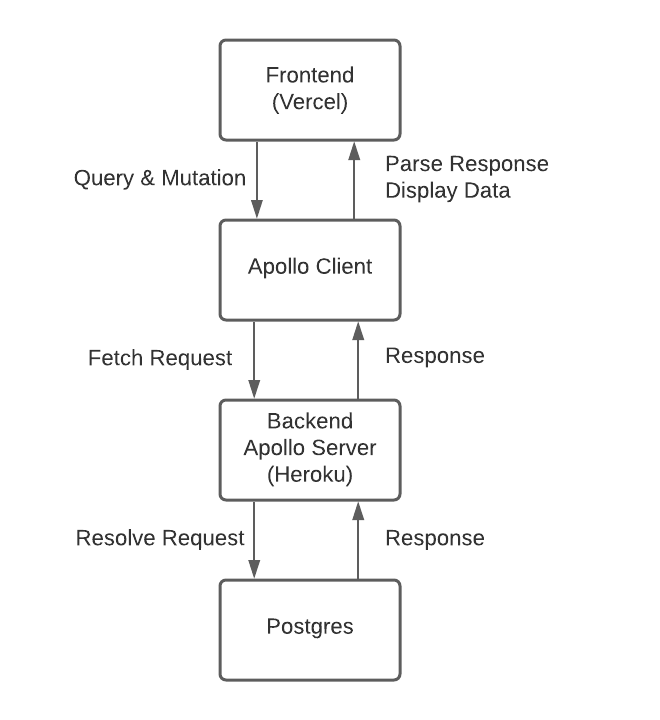 Frontend
(Vercel)
Query & Mutation
Parse Response
Display Data
Apollo Client
Fetch Request
Response
Backend
Apollo Server
(Heroku)
Resolve Request
Response
Postgres